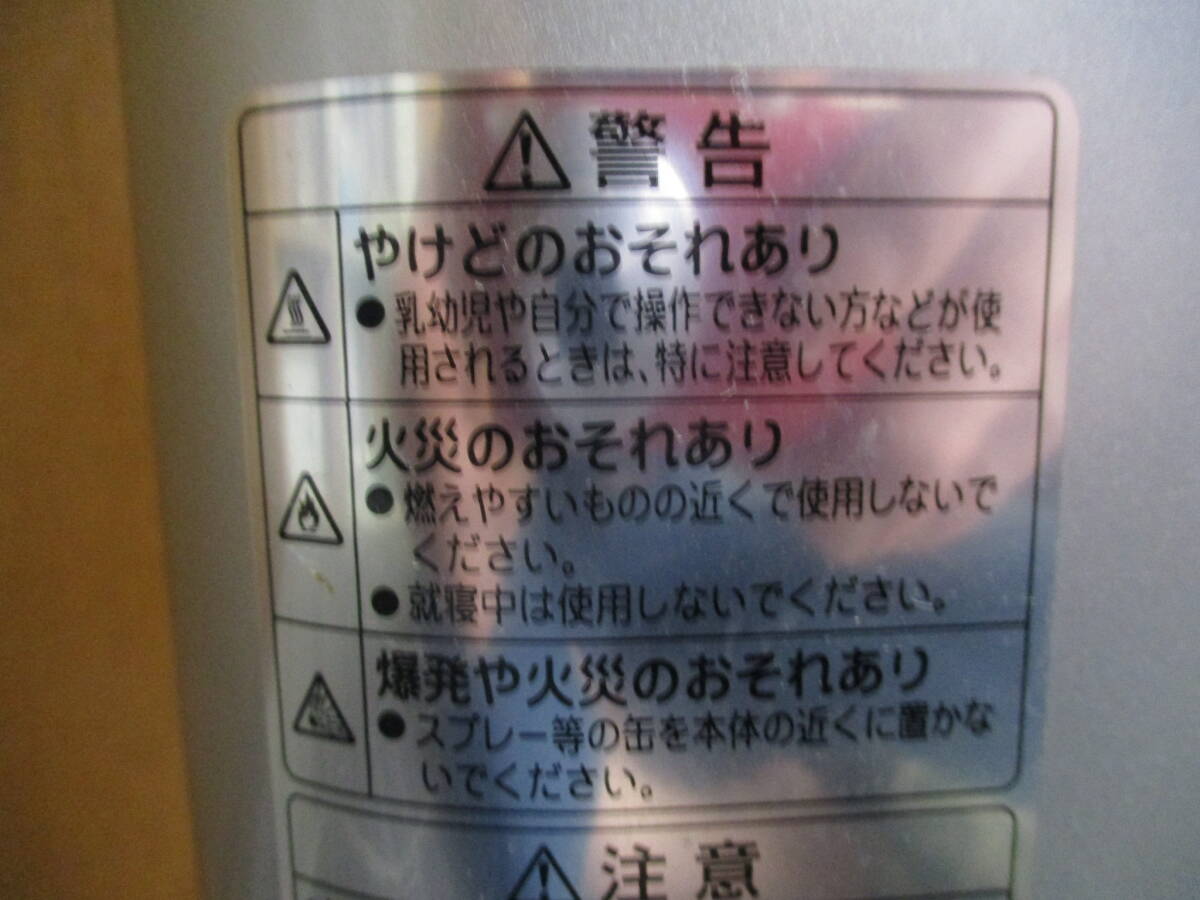 警告
やけどのおそれあり
●乳幼児や自分で操作できない方などが使
用されるときは、特に注意してください。
火災のおそれあり
●燃えやすいものの近くで使用しないで
ください。
●就寝中は使用しないでください。
爆発や火災のおそれあり
●スプレー等の缶を本体の近くに置かな
いでください。
注意